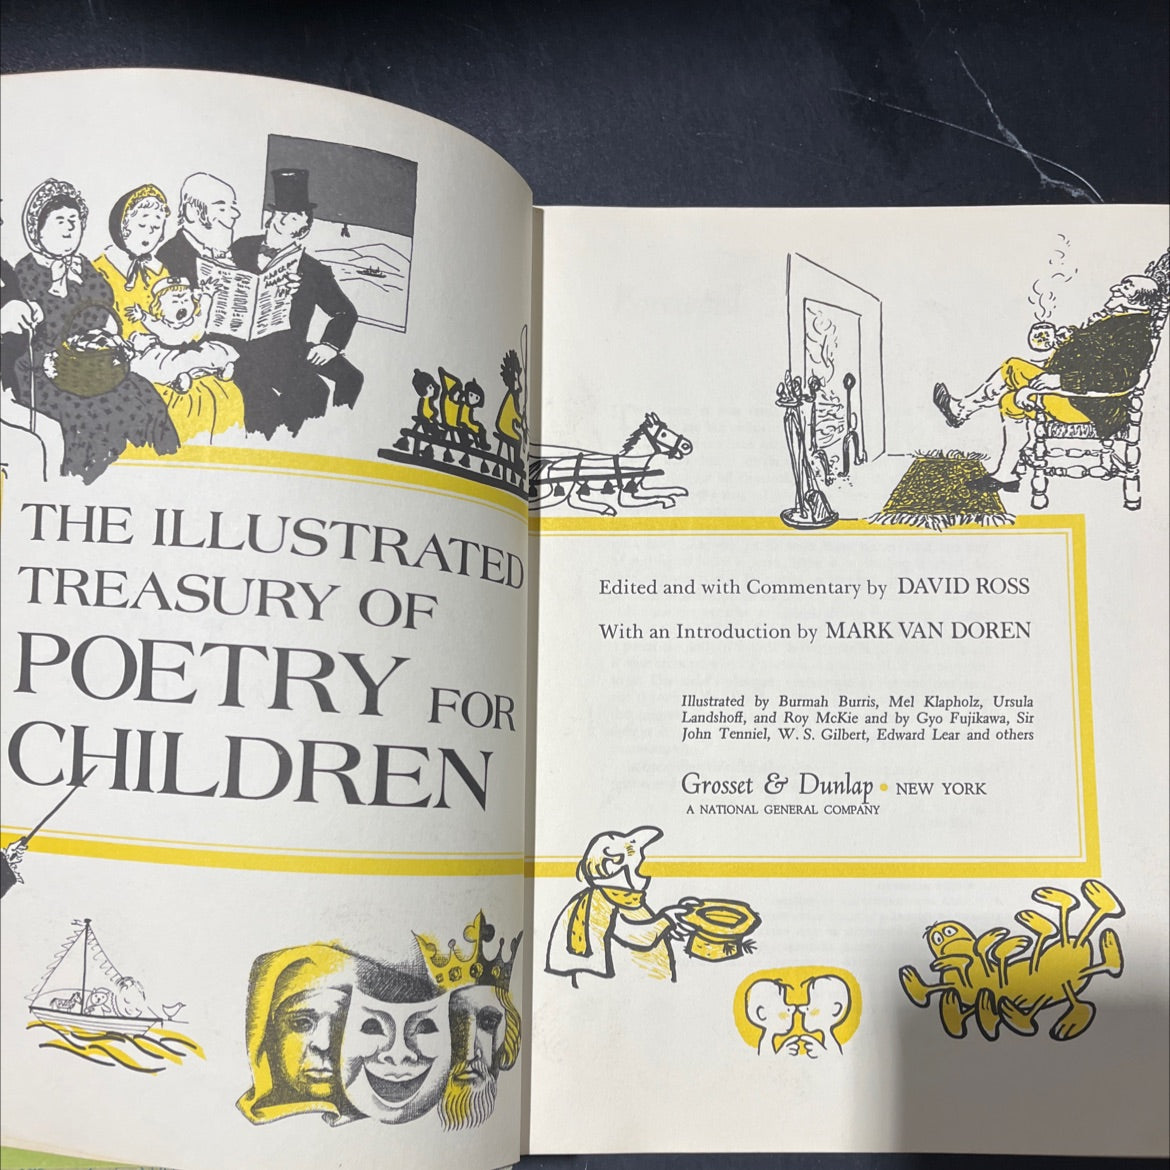 THE ILLUSTRATED
TREASURY OF
POETRY FOR
CHILDREN
Edited and with Commentary by DAVID ROSS
With an Introduction by MARK VAN DOREN
Illustrated by Burmah Burris, Mel Klapholz, Ursula
Landshoff, and Roy McKie and by Gyo Fujikawa, Sir
John Tenniel, W. S. Gilbert, Edward Lear and others
Grosset & Dunlap • NEW YORK
A NATIONAL GENERAL COMPANY